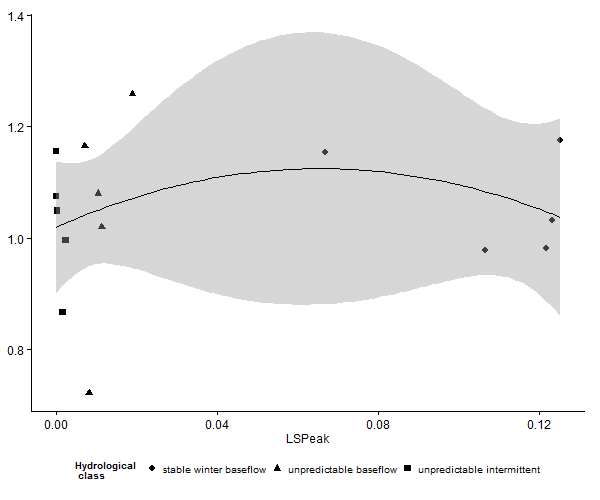 1.4
1.2
1.0
0.8
0.00 0.04 0.08 0.12
LSPeak
Hydrological class stable winter baseflow unpredictable baseflow unpredictable intermittent